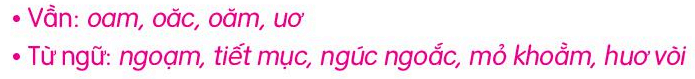 • Vần: oam, oăc, oăm, uơ
• Từ ngữ: ngoạm, tiết mục, ngúc ngoắc, mỏ khoằm, huơ vòi